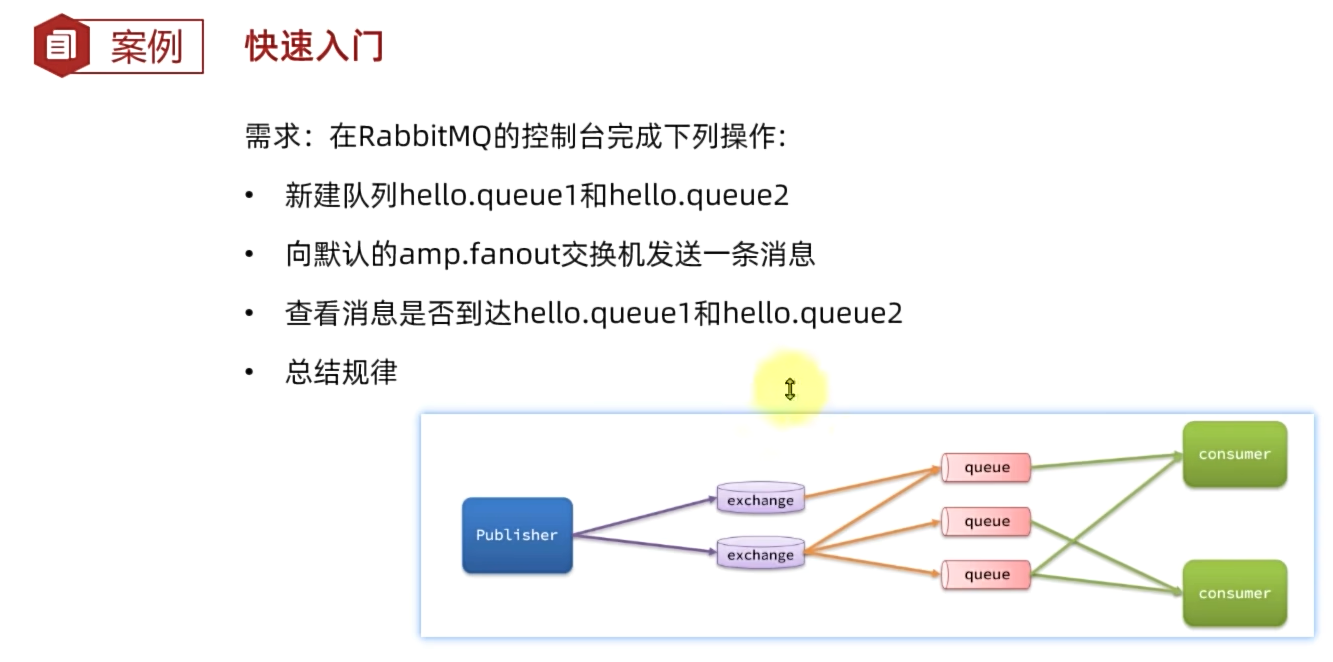 案例 快速入门
需求：在RabbitMQ的控制台完成下列操作：
• 新建队列hello.queue1和hello.queue2
• 向默认的amp.fanout交换机发送一条消息
• 查看消息是否到达hello.queue1和hello.queue2
• 总结规律
Publisher
exchange
exchange
queue
queue
queue
consumer
consumer